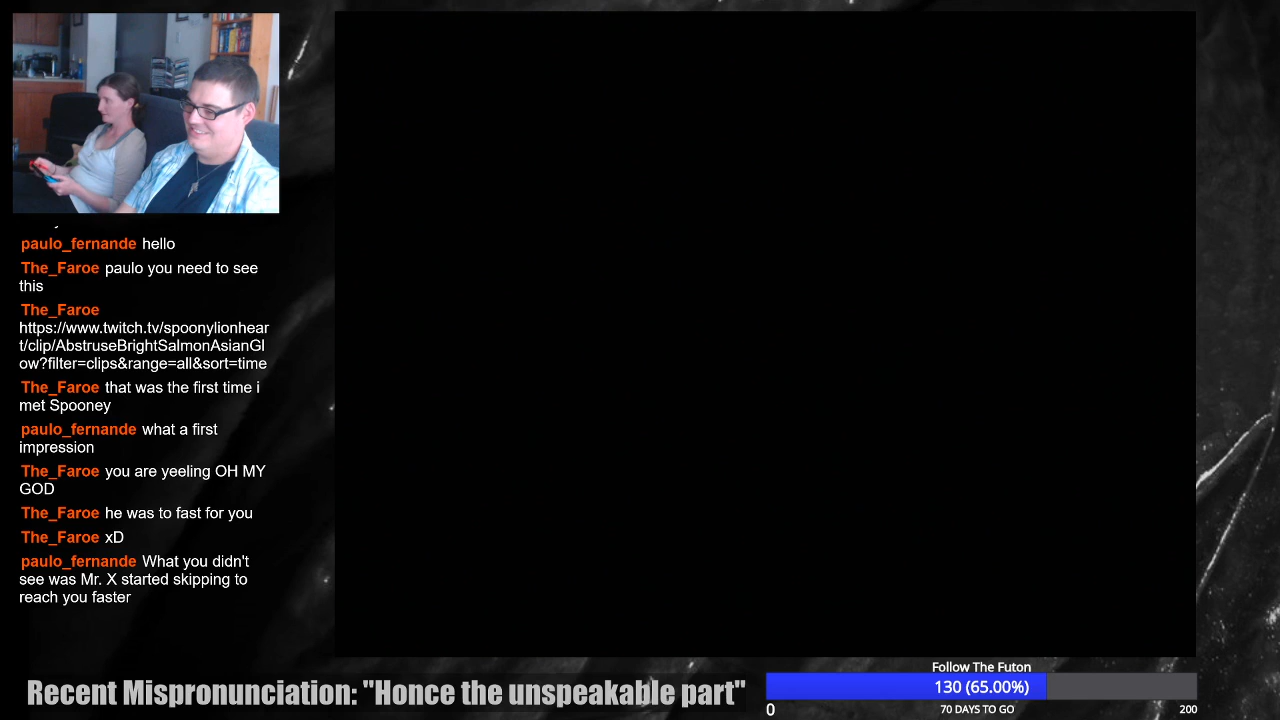 paulo_fernande hello
The_Faroe paulo you need to see
this
The_Faroe
https://www.twitch.tv/spoonylionhear
t/clip/AbstruseBrightSalmonAsianGl
ow?filter=clips&range=all&sort=time
The_Faroe that was the first time i
met Spooney
paulo_fernande what a first
impression
The_Faroe you are yeeling OH MY
GOD
The_Faroe he was to fast for you
The_Faroe xD
paulo_fernande What you didn't
see was Mr. X started skipping to
reach you faster
Recent Mispronunciation: "Honce the unspeakable part"
Follow The Futon
130 (65.00%)
0
70 DAYS TO GO
200